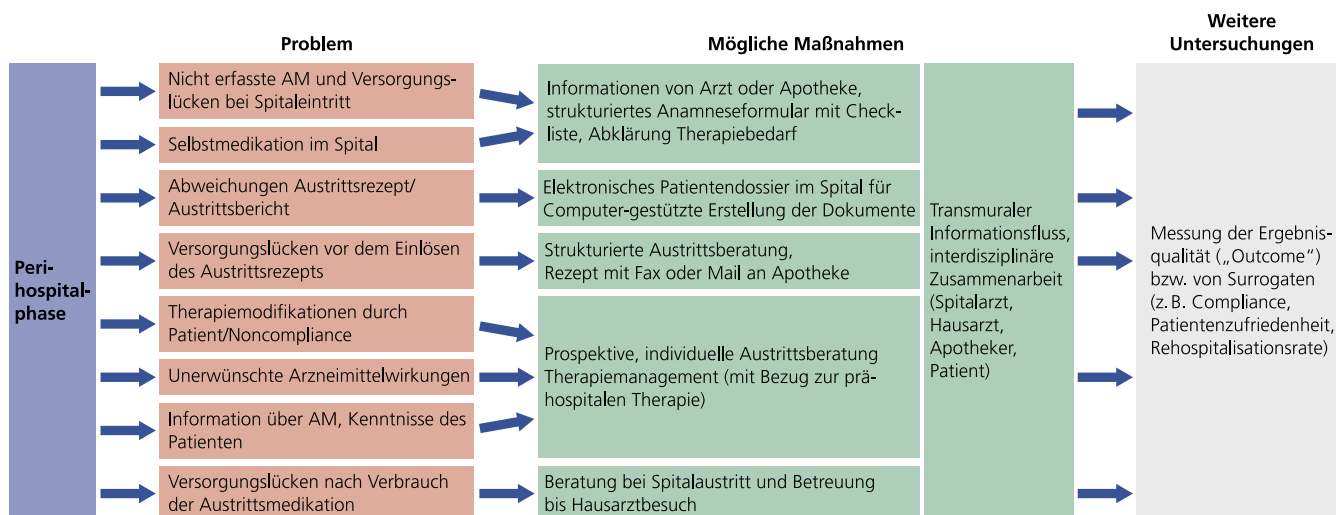 Problem
Mögliche Maßnahmen
Weitere
Untersuchungen
Peri-
hospital-
phase
Nicht erfasste AM und Versorgungs-
lücken bei Spitaleintritt
Selbstmedikation im Spital
Abweichungen Austrittsrezept/
Austrittsbericht
Versorgungslücken vor dem Einlösen
des Austrittsrezepts
Therapiemodifikationen durch
Patient/Noncompliance
Unerwünschte Arzneimittelwirkungen
Information über AM, Kenntnisse des
Patienten
Versorgungslücken nach Verbrauch
der Austrittsmedikation
Informationen von Arzt oder Apotheke,
strukturiertes Anamneseformular mit Check-
liste, Abklärung Therapiebedarf
Elektronisches Patientendossier im Spital für
Computer-gestützte Erstellung der Dokumente
Strukturierte Austrittsberatung,
Rezept mit Fax oder Mail an Apotheke
Prospektive, individuelle Austrittsberatung
Therapiemanagement (mit Bezug zur prä-
hospitalen Therapie)
Beratung bei Spitalaustritt und Betreuung
bis Hausarztbesuch
Transmuraler
Informationsfluss,
interdisziplinäre
Zusammenarbeit
(Spitalarzt,
Hausarzt,
Apotheker,
Patient)
Messung der Ergebnis-
qualität („Outcome“)
bzw. von Surrogaten
(z. B. Compliance,
Patientenzufriedenheit,
Rehospitalisationsrate)